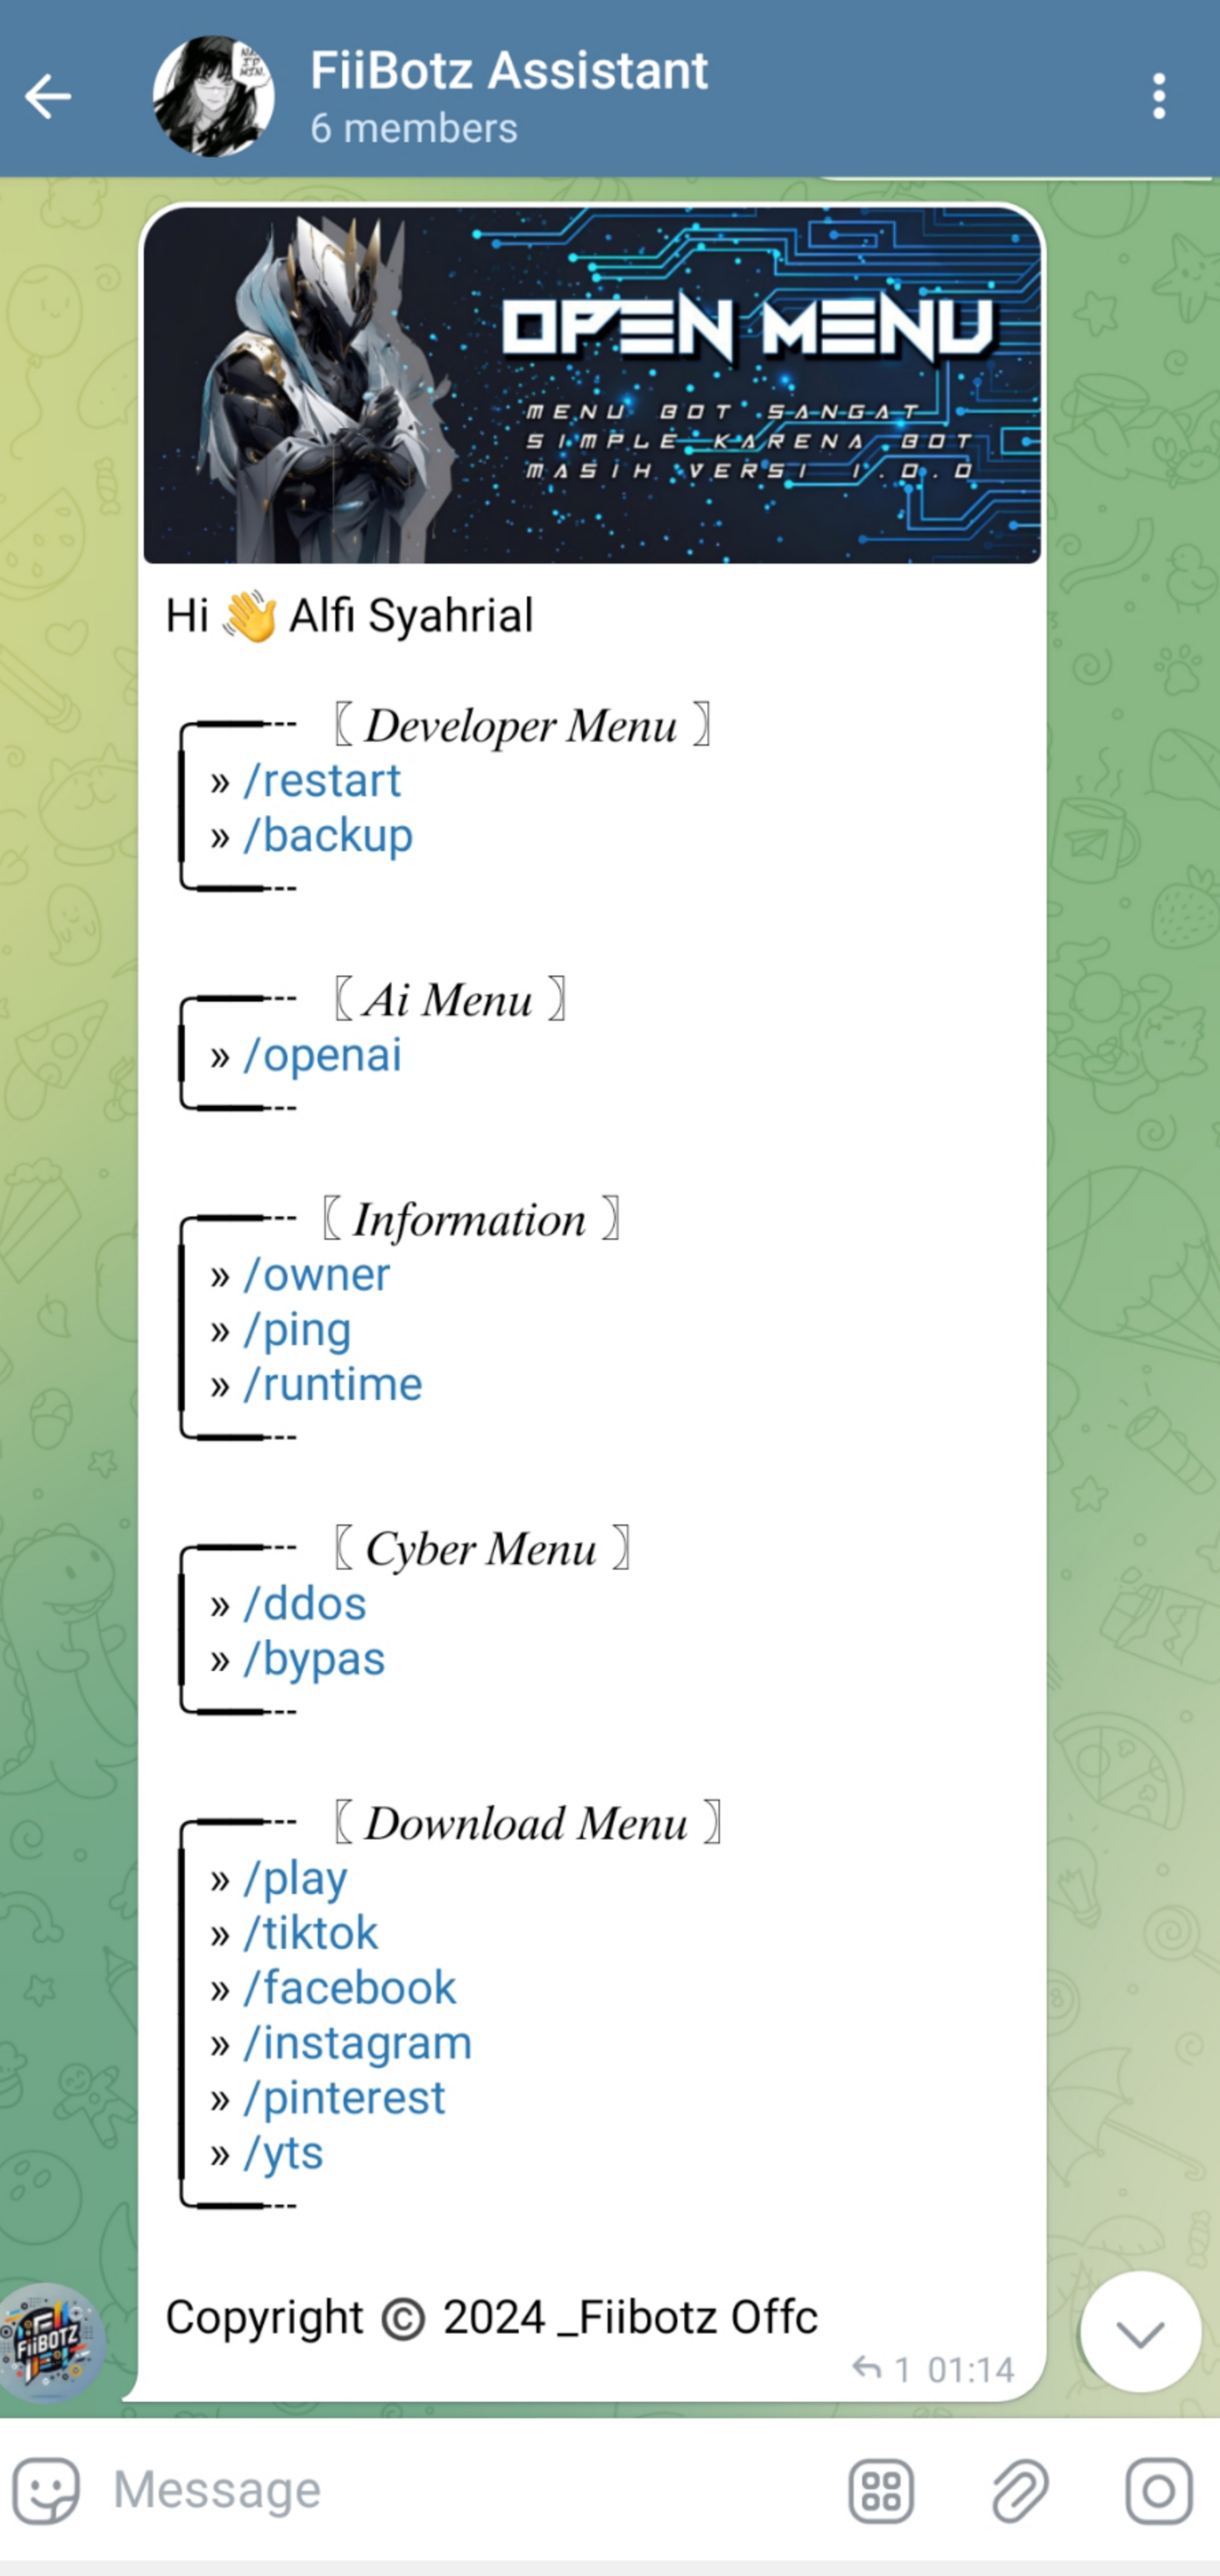 FiiBotz Assistant
6 members
OPEN MENU
MENU BOT SANGAT
SIMPLE KARENA BOT
MASIH VERSI 1.0.0
Hi 👋 Alfi Syahrial
〖 Developer Menu 〗
» /restart
» /backup
〖 Ai Menu 〗
» /openai
〖 Information 〗
» /owner
» /ping
» /runtime
〖 Cyber Menu 〗
» /ddos
» /bypas
〖 Download Menu 〗
» /play
» /tiktok
» /facebook
» /instagram
» /pinterest
» /yts
Copyright © 2024 _Fiibotz Offc
1 01:14
FiiBOTZ
Message